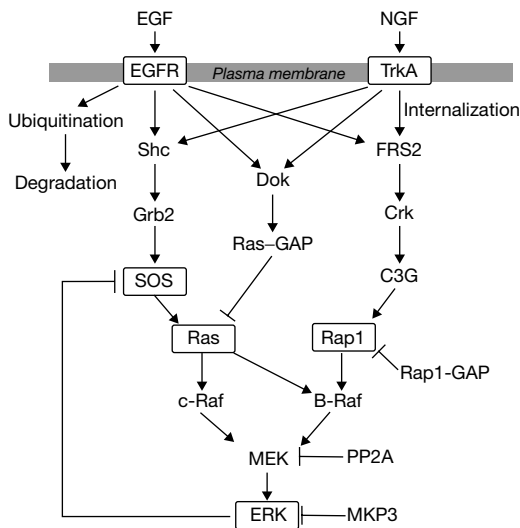 EGF NGF
EGFR Plasma membrane TrkA
Internalization
Ubiquitination
Shc FRS2
Degradation Dok
Grb2 Crk
Ras–GAP
SOS C3G
Ras Rap1
Rap1-GAP
c-Raf B-Raf
MEK PP2A
ERK MKP3